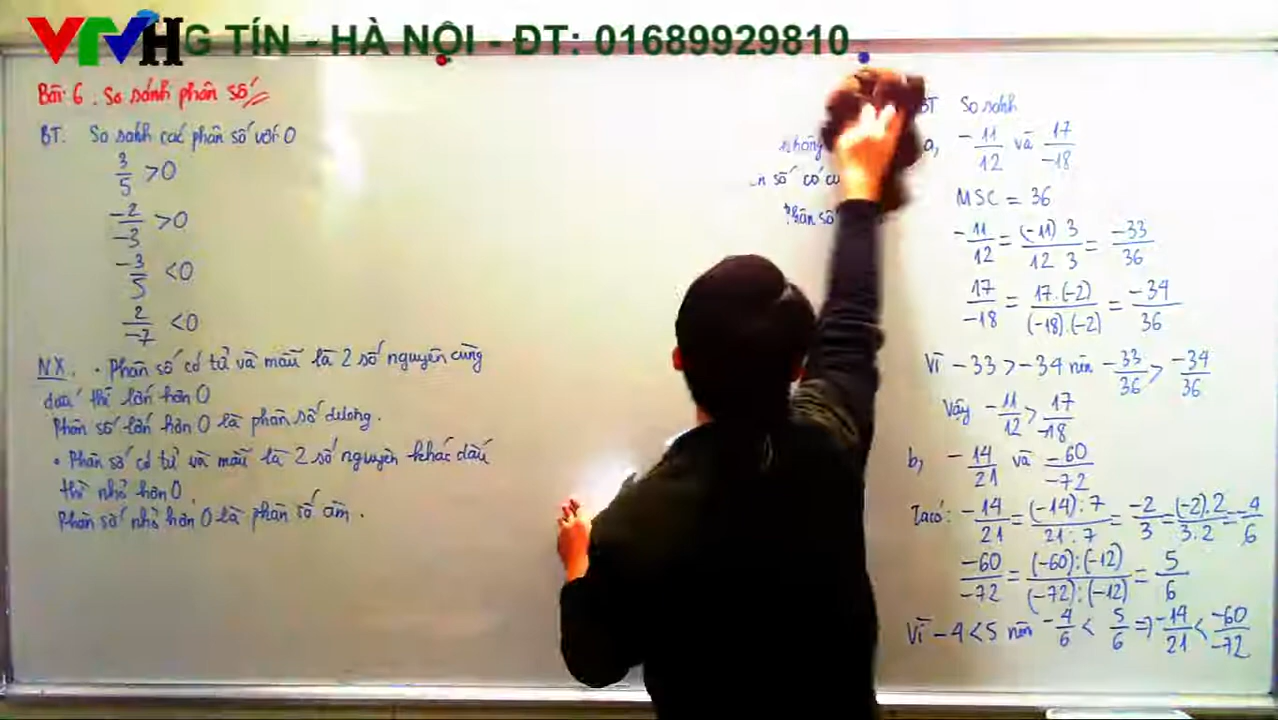 VTVH
G TÍN - HÀ NỘI - ĐT: 01689929810
Bài 6 : So sánh phân số
BT. So sánh các phân số với 0
3/5 > 0
-2/-3 > 0
-3/5 < 0
2/-7 < 0
NX. • Phân số có tử và mẫu là 2 số nguyên cùng
dấu thì lớn hơn 0
Phân số lớn hơn 0 là phân số dương.
• Phân số có tử và mẫu là 2 số nguyên khác dấu
thì nhỏ hơn 0
Phân số nhỏ hơn 0 là phân số âm.
không
số có cù
Phân số
BT So sánh
a, -11/12 và 17/-18
MSC = 36
-11/12 = (-11) 3/12 3 = -33/36
17/-18 = 17.(-2)/(-18).(-2) = -34/36
Vì -33 > -34 nên -33/36 > -34/36
Vậy -11/12 > 17/-18
b, -14/21 và -60/-72
Ta có: -14/21 = (-14):7/21:7 = -2/3 = (-2).2/3.2 = -4/6
-60/-72 = (-60):(-12)/(-72):(-12) = 5/6
Vì -4 < 5 nên -4/6 < 5/6 => -14/21 < -60/-72